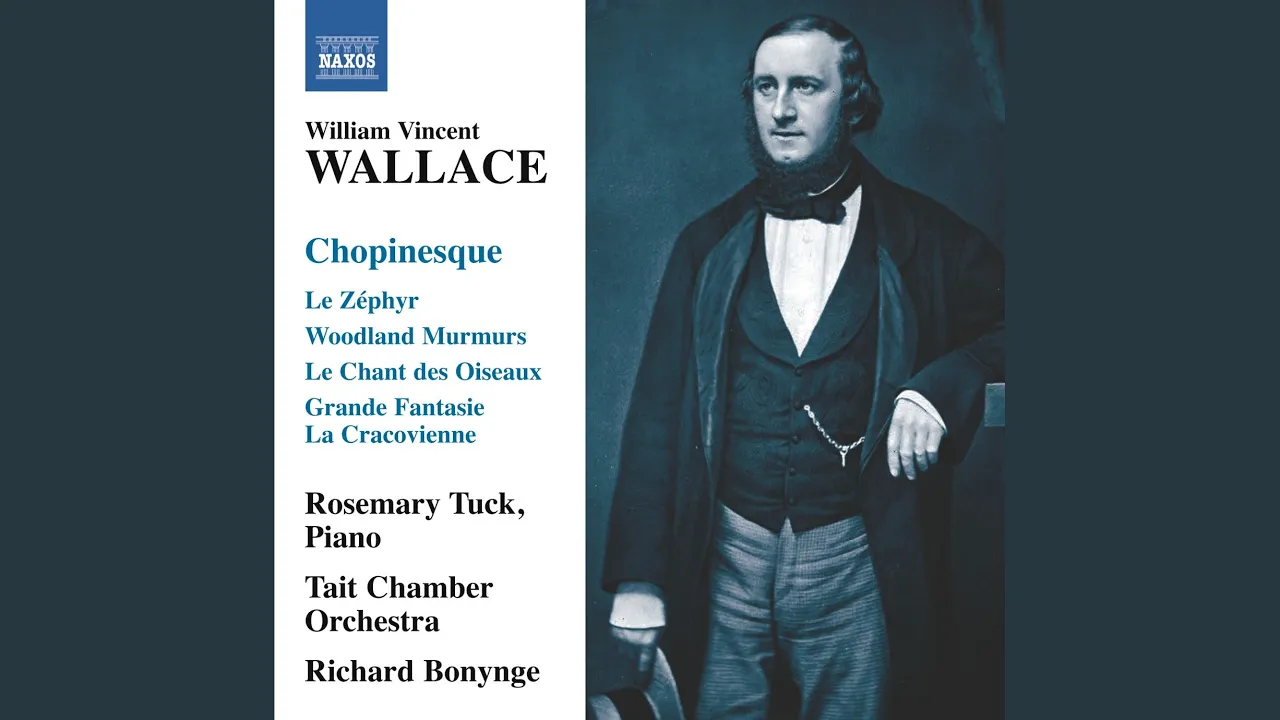 NAXOS
William Vincent
WALLACE
Chopinesque
Le Zéphyr
Woodland Murmurs
Le Chant des Oiseaux
Grande Fantasie
La Cracovienne
Rosemary Tuck,
Piano
Tait Chamber
Orchestra
Richard Bonynge